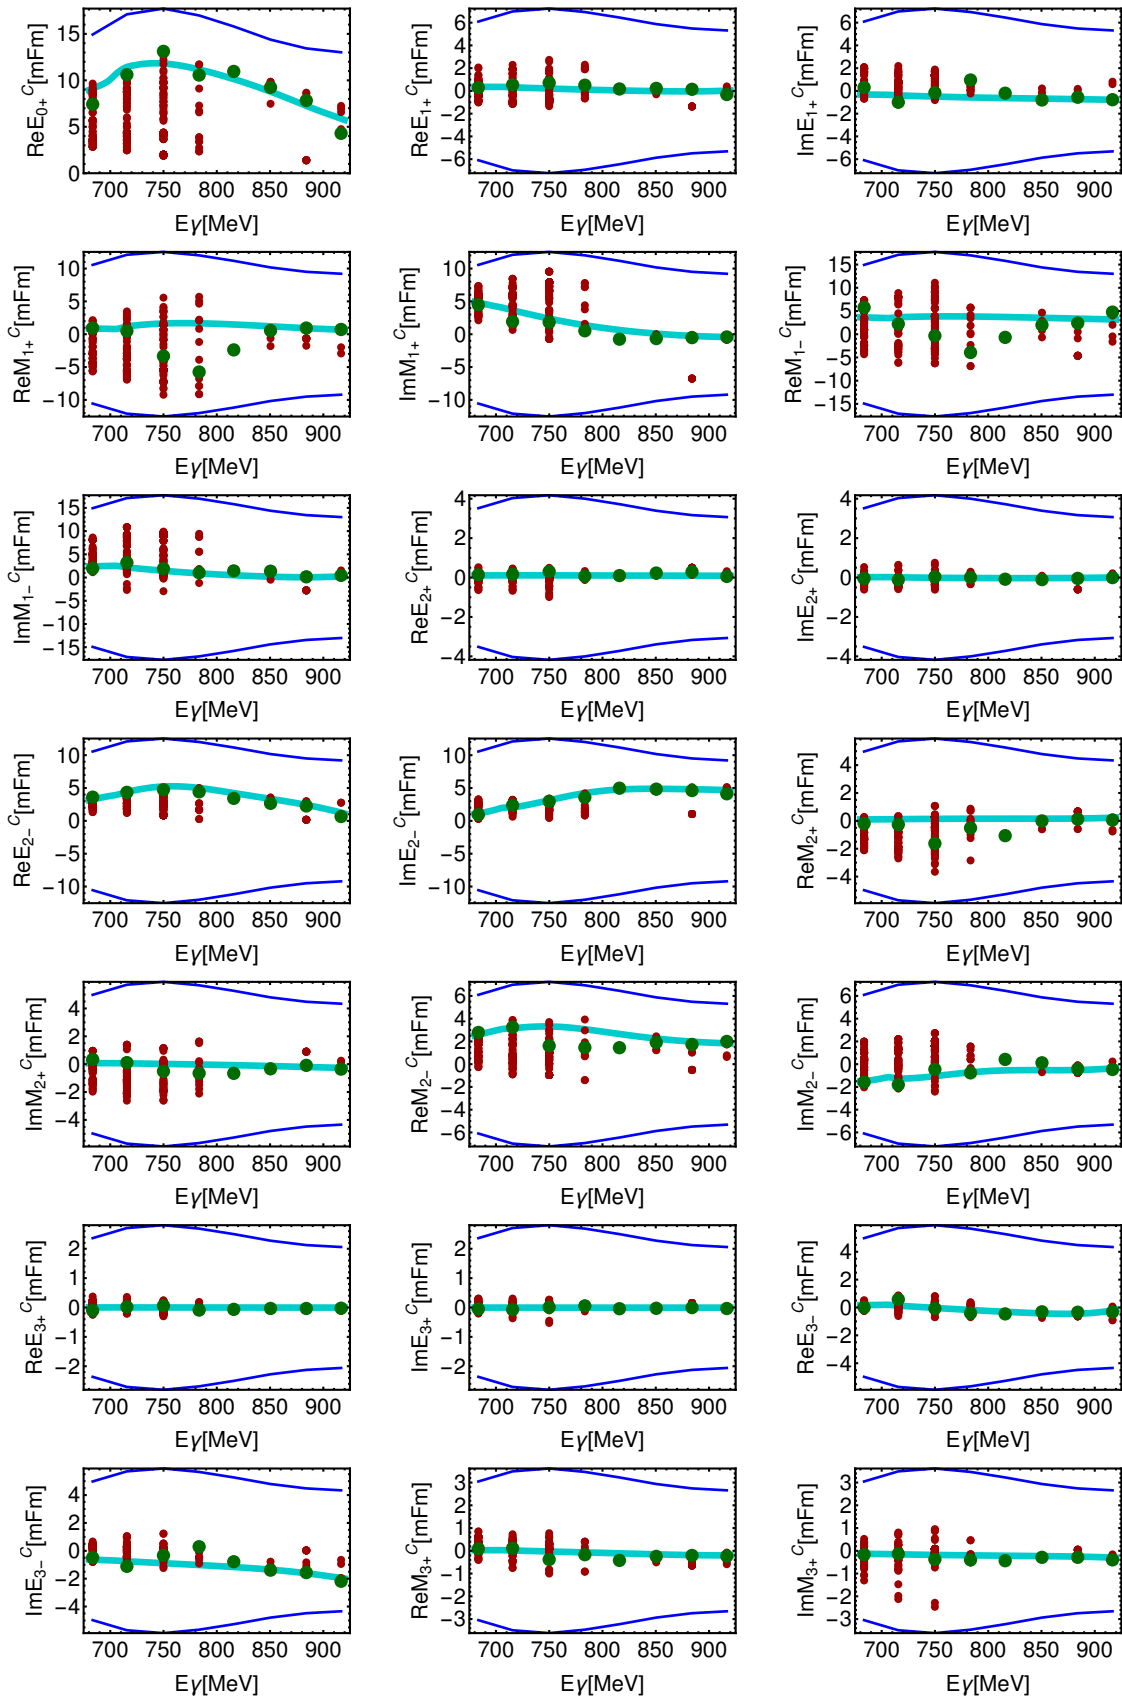 ReE0+ C[mFm]
15
10
5
0
700 750 800 850 900
Eγ[MeV]
ReE1+ C[mFm]
6
4
2
0
−2
−4
−6
700 750 800 850 900
Eγ[MeV]
ImE1+ C[mFm]
6
4
2
0
−2
−4
−6
700 750 800 850 900
Eγ[MeV]
ReM1+ C[mFm]
10
5
0
−5
−10
700 750 800 850 900
Eγ[MeV]
ImM1+ C[mFm]
10
5
0
−5
−10
700 750 800 850 900
Eγ[MeV]
ReM1− C[mFm]
15
10
5
0
−5
−10
−15
700 750 800 850 900
Eγ[MeV]
ImM1− C[mFm]
15
10
5
0
−5
−10
−15
700 750 800 850 900
Eγ[MeV]
ReE2+ C[mFm]
4
2
0
−2
−4
700 750 800 850 900
Eγ[MeV]
ImE2+ C[mFm]
4
2
0
−2
−4
700 750 800 850 900
Eγ[MeV]
ReE2− C[mFm]
10
5
0
−5
−10
700 750 800 850 900
Eγ[MeV]
ImE2− C[mFm]
10
5
0
−5
−10
700 750 800 850 900
Eγ[MeV]
ReM2+ C[mFm]
4
2
0
−2
−4
700 750 800 850 900
Eγ[MeV]
ImM2+ C[mFm]
4
2
0
−2
−4
700 750 800 850 900
Eγ[MeV]
ReM2− C[mFm]
6
4
2
0
−2
−4
−6
700 750 800 850 900
Eγ[MeV]
ImM2− C[mFm]
6
4
2
0
−2
−4
−6
700 750 800 850 900
Eγ[MeV]
ReE3+ C[mFm]
2
1
0
−1
−2
700 750 800 850 900
Eγ[MeV]
ImE3+ C[mFm]
2
1
0
−1
−2
700 750 800 850 900
Eγ[MeV]
ReE3− C[mFm]
4
2
0
−2
−4
700 750 800 850 900
Eγ[MeV]
ImE3− C[mFm]
4
2
0
−2
−4
700 750 800 850 900
Eγ[MeV]
ReM3+ C[mFm]
3
2
1
0
−1
−2
−3
700 750 800 850 900
Eγ[MeV]
ImM3+ C[mFm]
3
2
1
0
−1
−2
−3
700 750 800 850 900
Eγ[MeV]